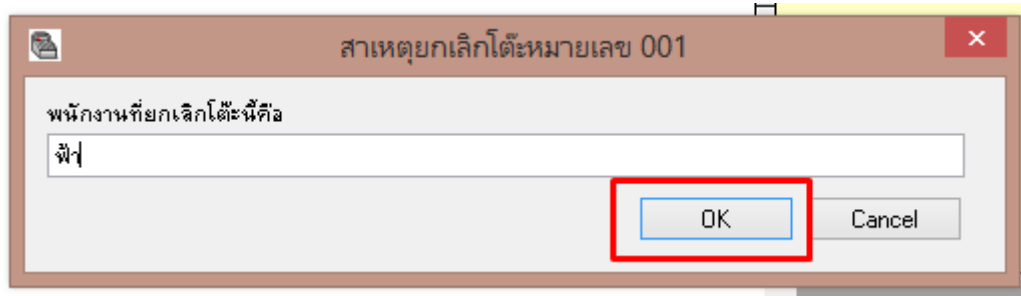 สาเหตุยกเลิกโต๊ะหมายเลข 001
พนักงานที่ยกเลิกโต๊ะนี้คือ
ฟ้า
OK Cancel